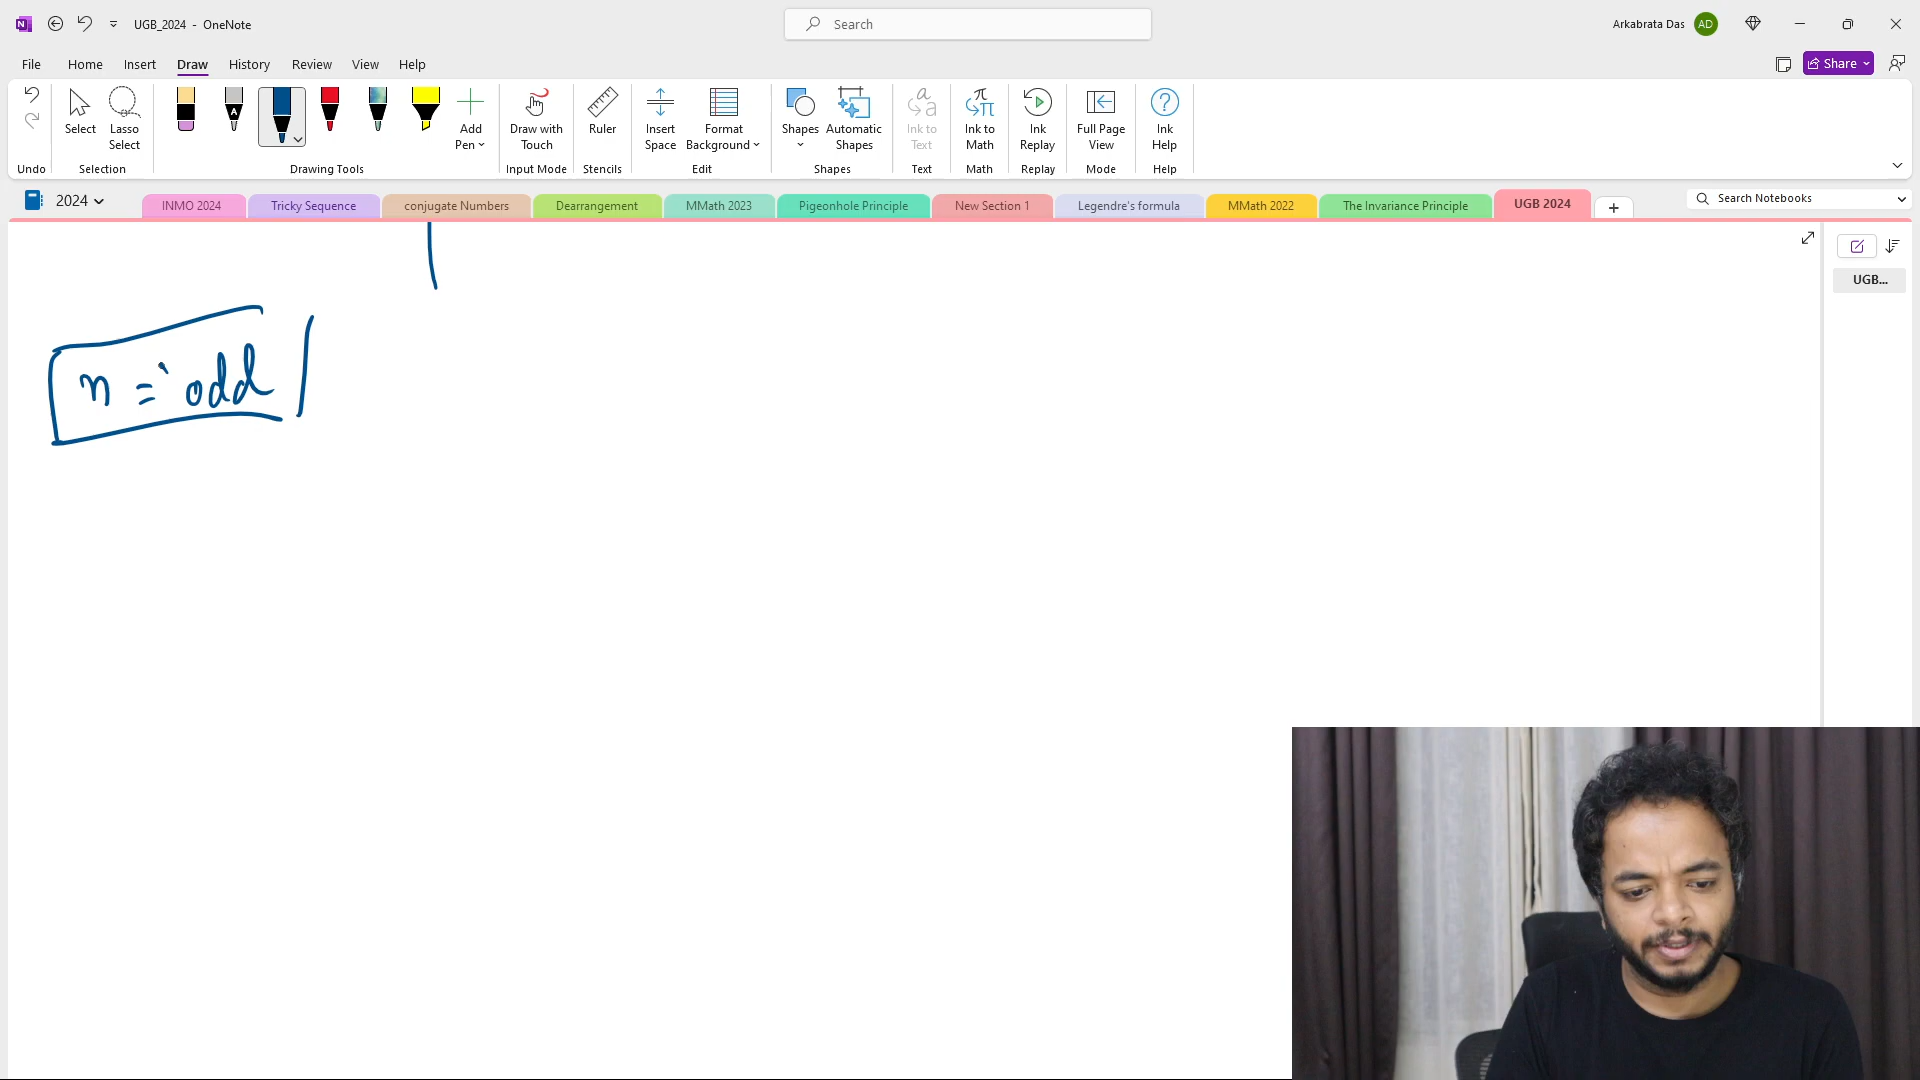 UGB_2024 - OneNote
Search
Arkabrata Das AD
File Home Insert Draw History Review View Help
Share
Select
Lasso Select
A
Add Pen
Draw with Touch
Ruler
Insert Space
Format Background
Shapes
Automatic Shapes
Ink to Text
Ink to Math
Ink Replay
Full Page View
Ink Help
Undo Selection Drawing Tools Input Mode Stencils Edit Shapes Text Math Replay Mode Help
2024 INMO 2024 Tricky Sequence conjugate Numbers Dearrangement MMath 2023 Pigeonhole Principle New Section 1 Legendre's formula MMath 2022 The Invariance Principle UGB 2024 + Search Notebooks
UGB...
n = odd